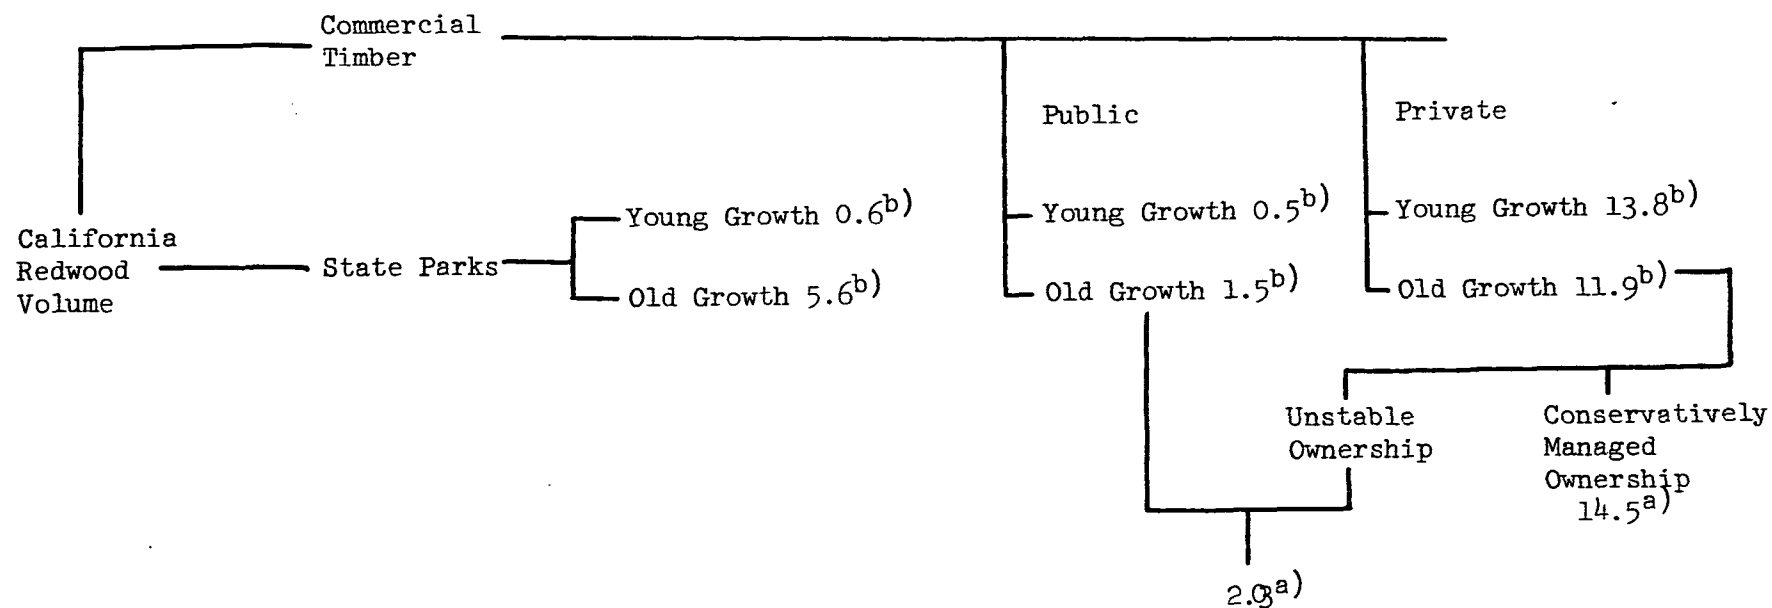 Commercial
Timber
Public
Private
Young Growth 0.6b)
Young Growth 0.5b)
Young Growth 13.8b)
California
Redwood
Volume
State Parks
Old Growth 5.6b)
Old Growth 1.5b)
Old Growth 11.9b)
Unstable
Ownership
Conservatively
Managed
Ownership
14.5a)